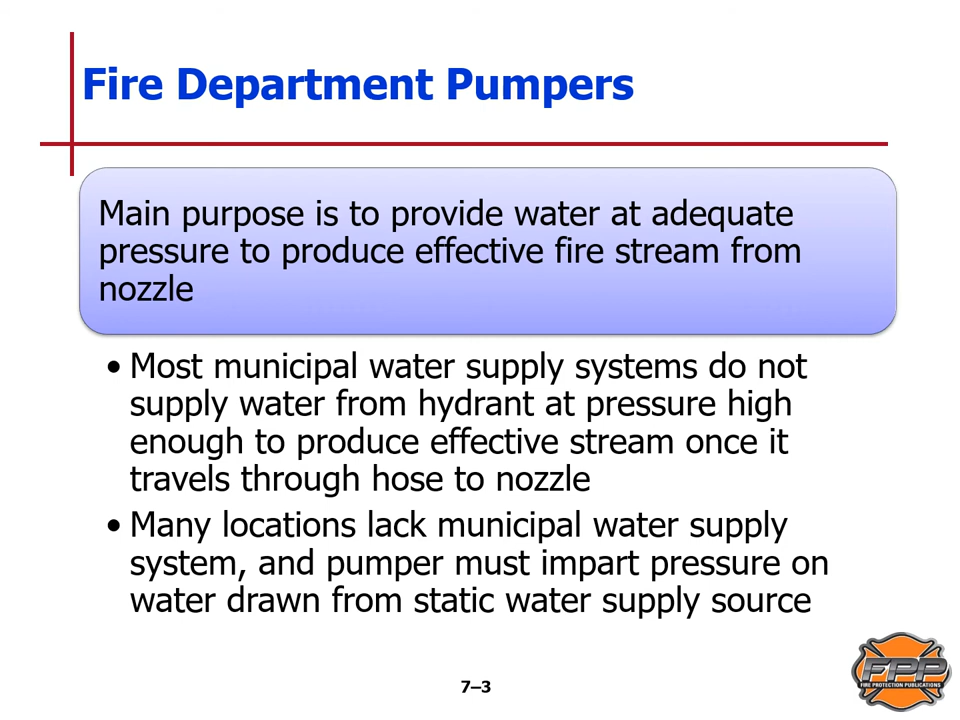 Fire Department Pumpers
Main purpose is to provide water at adequate
pressure to produce effective fire stream from
nozzle
• Most municipal water supply systems do not
supply water from hydrant at pressure high
enough to produce effective stream once it
travels through hose to nozzle
• Many locations lack municipal water supply
system, and pumper must impart pressure on
water drawn from static water supply source
7–3
FPP
FIRE PROTECTION PUBLICATIONS